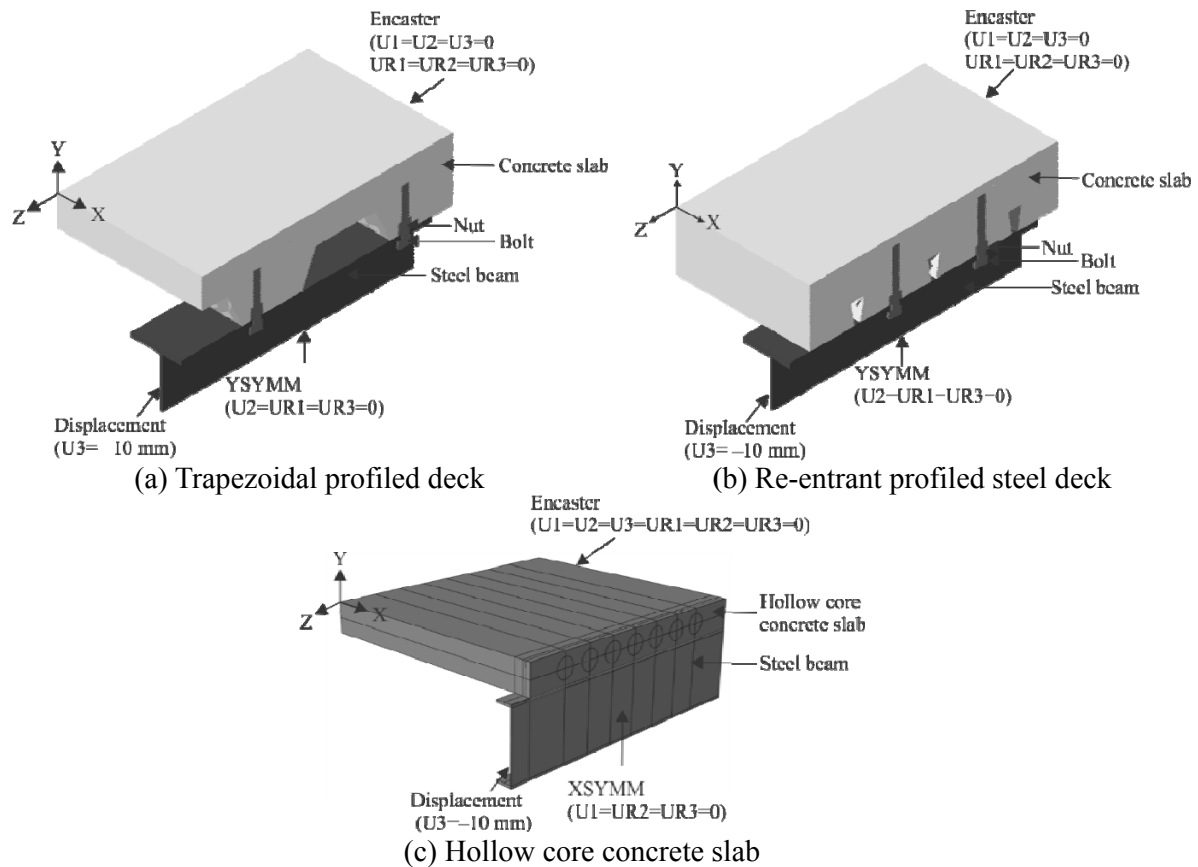 Encaster
(U1=U2=U3=0
UR1=UR2=UR3=0)
Y
Z
X
Concrete slab
Nut
Bolt
Steel beam
YSYMM
(U2=UR1=UR3=0)
Displacement
(U3= 10 mm)
(a) Trapezoidal profiled deck
Encaster
(U1=U2=U3=0
UR1=UR2=UR3=0)
Y
Z
X
Concrete slab
Nut
Bolt
Steel beam
YSYMM
(U2−UR1−UR3−0)
Displacement
(U3= −10 mm)
(b) Re-entrant profiled steel deck
Encaster
(U1=U2=U3=UR1=UR2=UR3=0)
Y
Z
X
Hollow core
concrete slab
Steel beam
Displacement
(U3=−10 mm)
XSYMM
(U1=UR2=UR3=0)
(c) Hollow core concrete slab